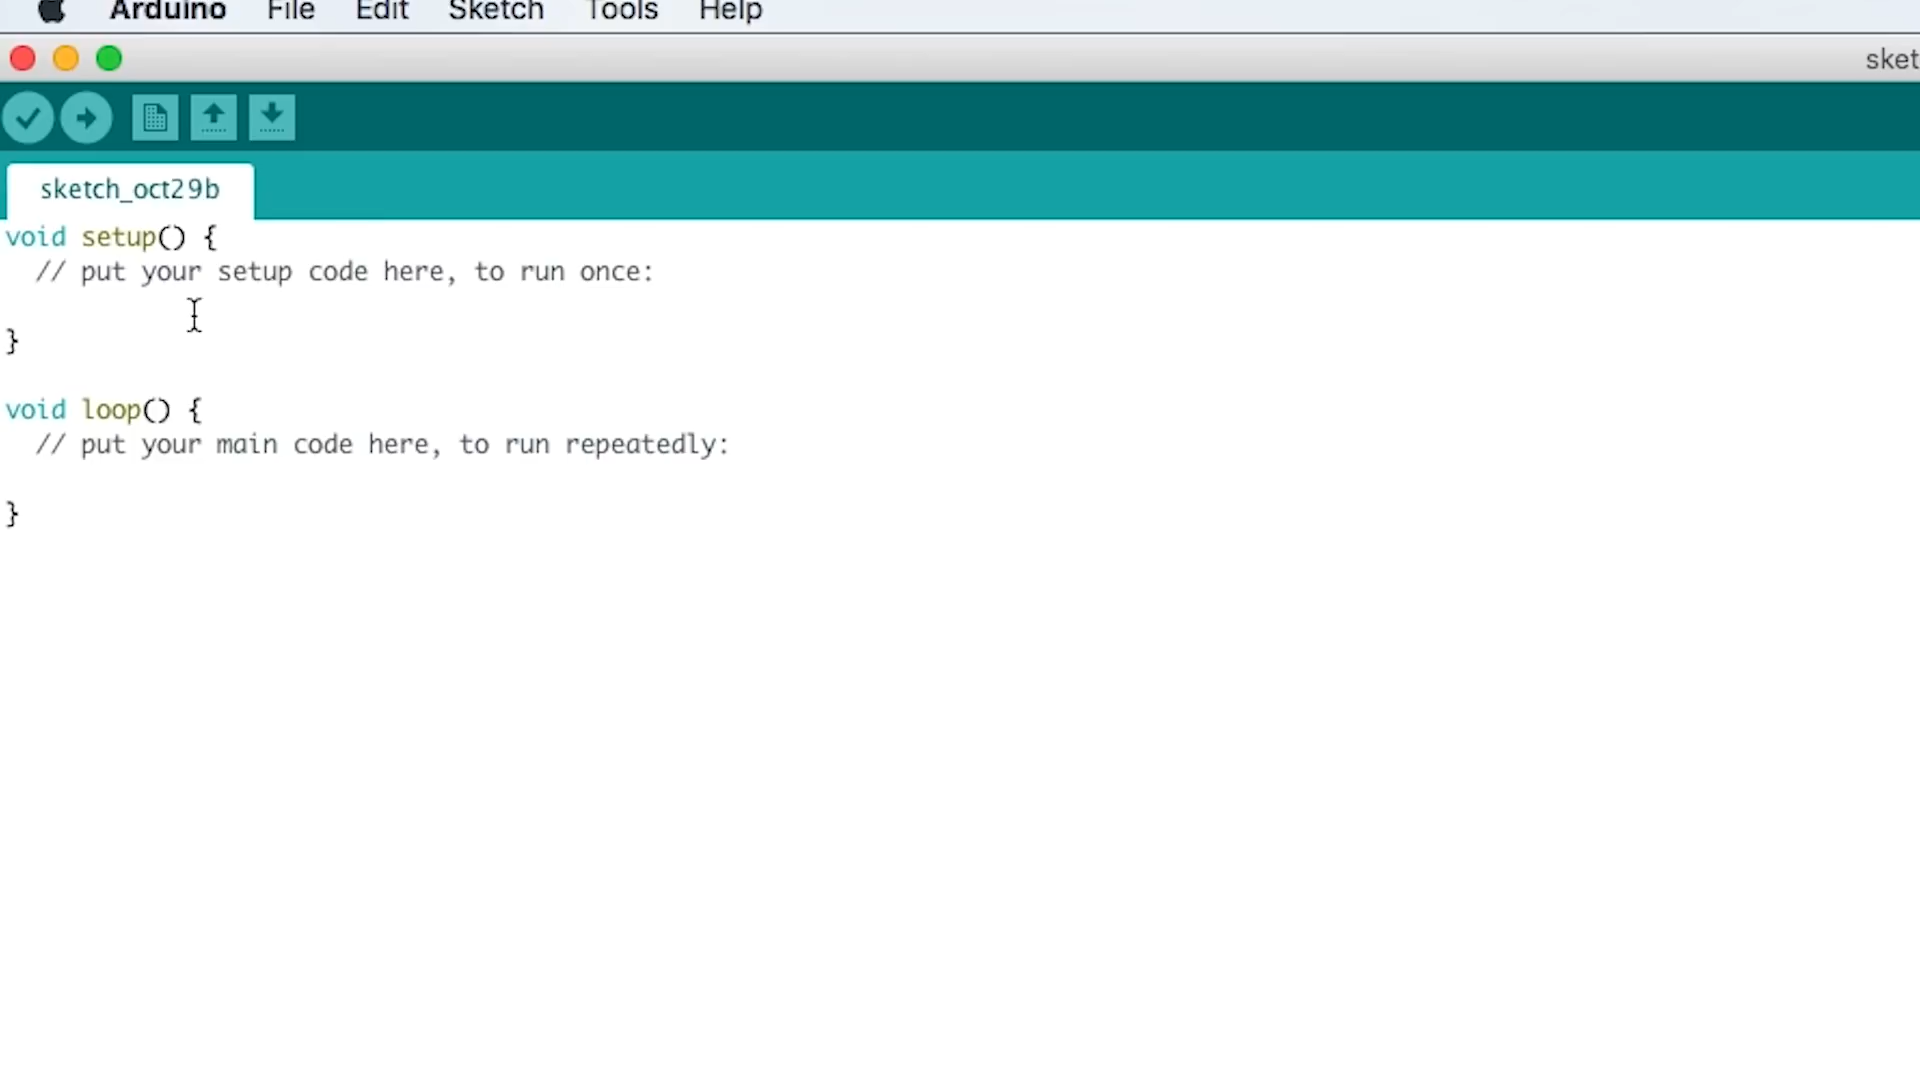 Arduino File Edit Sketch Tools Help
sket
sketch_oct29b
void setup() {
  // put your setup code here, to run once:
}
void loop() {
  // put your main code here, to run repeatedly:
}